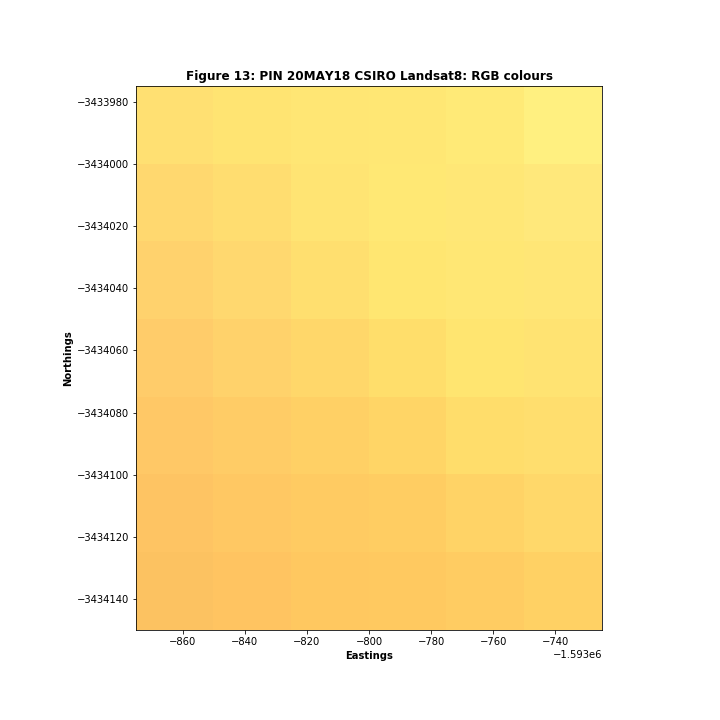 Figure 13: PIN 20MAY18 CSIRO Landsat8: RGB colours
−3433980
−3434000
−3434020
−3434040
−3434060
−3434080
−3434100
−3434120
−3434140
Northings
−860 −840 −820 −800 −780 −760 −740
Eastings
−1.593e6